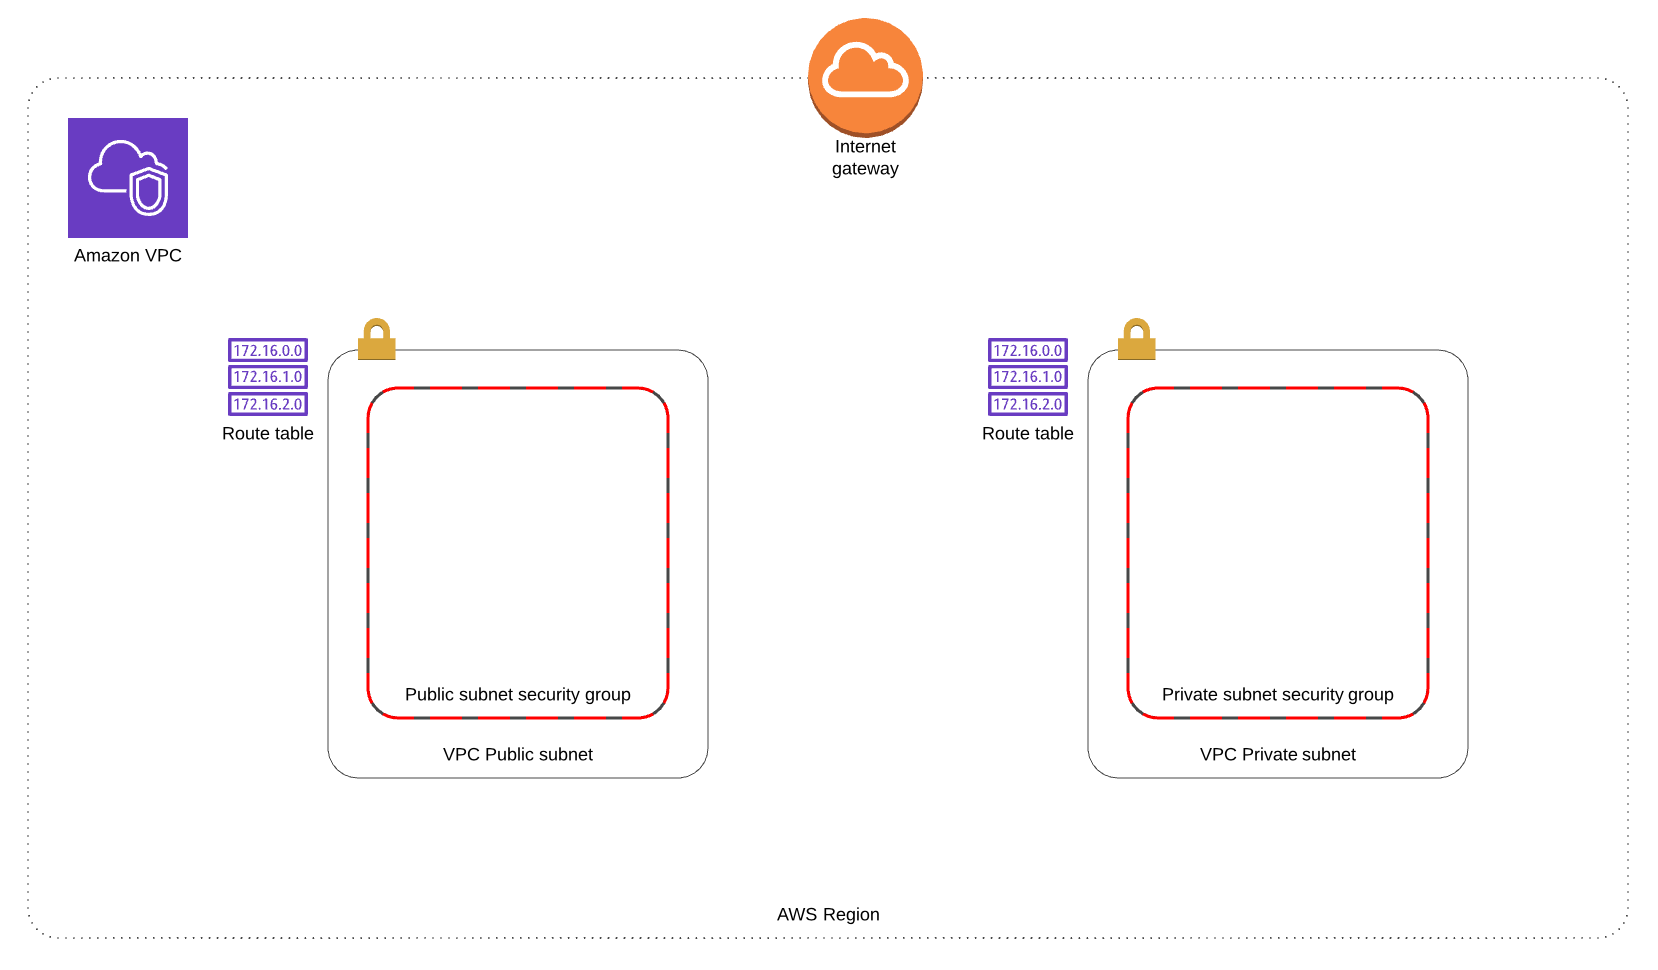 Internet
gateway
Amazon VPC
172.16.0.0
172.16.1.0
172.16.2.0
Route table
Public subnet security group
VPC Public subnet
172.16.0.0
172.16.1.0
172.16.2.0
Route table
Private subnet security group
VPC Private subnet
AWS Region